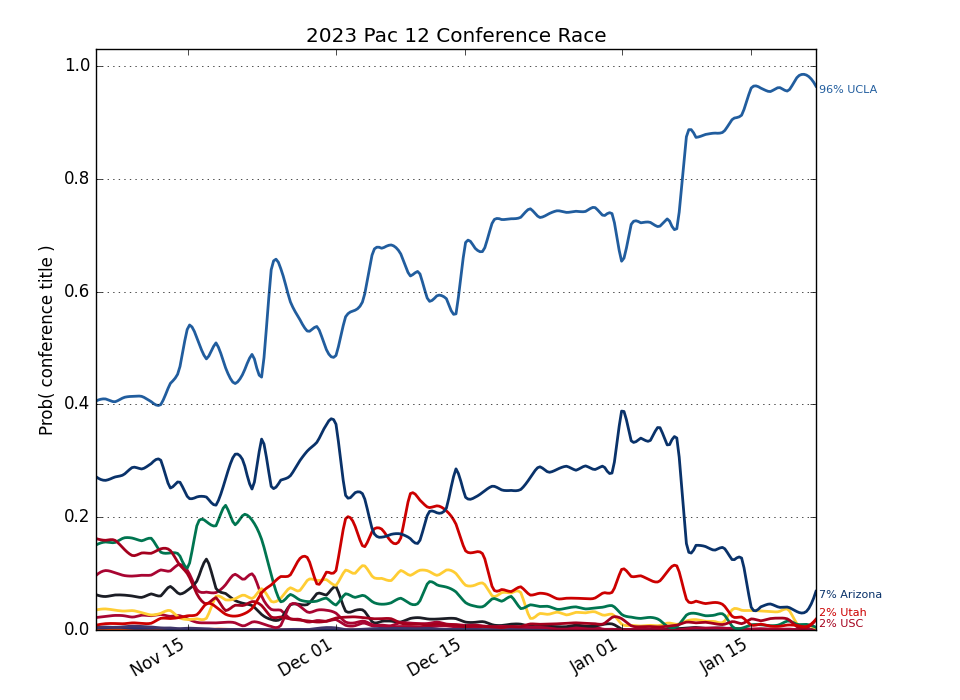 2023 Pac 12 Conference Race
Prob( conference title )
1.0
0.8
0.6
0.4
0.2
0.0
Nov 15
Dec 01
Dec 15
Jan 01
Jan 15
96% UCLA
7% Arizona
2% Utah
2% USC